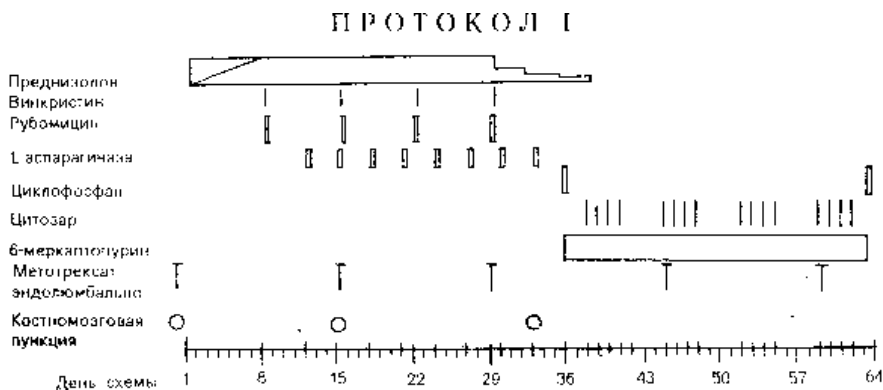 ПРОТОКОЛ I
Преднизолон
Винкристин
Рубомицин
L аспарагиназа
Циклофосфан
Цитозар
6-меркаптопурин
Метотрексат
эндолюмбально
Костномозговая
пункция
День схемы 1 8 15 22 29 36 43 50 57 64